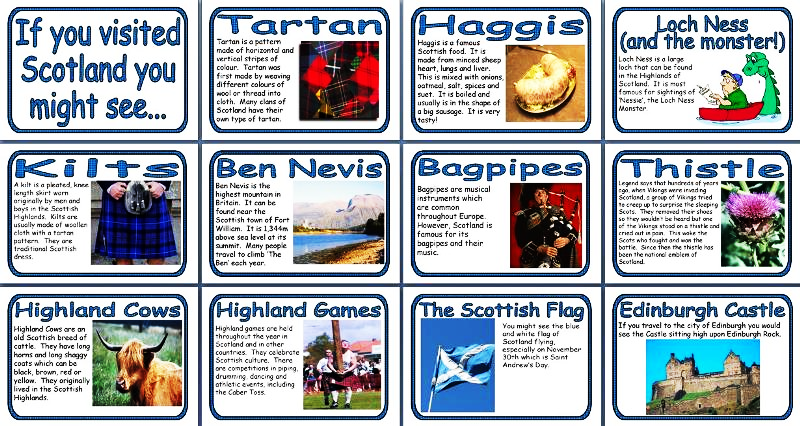 If you visited
Scotland you
might see...
Tartan
Tartan is a pattern
made of horizontal and
vertical stripes of
colour. Tartan was
first made by weaving
different colours of
wool or thread into
cloth. Many clans of
Scotland have their
own type of tartan.
Haggis
Haggis is a famous
Scottish food. It is
made from minced sheep
heart, lungs and liver.
This is mixed with onions,
oatmeal, salt, spices and
suet. It is boiled and
usually is in the shape of
a big sausage. It is very
tasty!
Loch Ness
(and the monster!)
Loch Ness is a large
loch that can be found
in the Highlands of
Scotland. It is most
famous for sightings of
'Nessie', the Loch Ness
Monster.
Kilts
A kilt is a pleated, knee
length skirt worn
originally by men and
boys in the Scottish
Highlands. Kilts are
usually made of woollen
cloth with a tartan
pattern. They are
traditional Scottish
dress.
Ben Nevis
Ben Nevis is the
highest mountain in
Britain. It can be
found near the
Scottish town of Fort
William. It is 1,344m
above sea level at its
summit. Many people
travel to climb 'The
Ben' each year.
Bagpipes
Bagpipes are musical
instruments which
are common
throughout Europe.
However, Scotland is
famous for its
bagpipes and their
music.
Thistle
Legend says that hundreds of years
ago, when Vikings were invading
Scotland, a group of Vikings tried
to creep up to surprise the sleeping
Scots. They removed their shoes
so they wouldn't be heard but one
of the Vikings stood on a thistle and
cried out in pain. This woke the
Scots who fought and won the
battle. Since then the thistle has
been the national emblem of
Scotland.
Highland Cows
Highland Cows are an
old Scottish breed of
cattle. They have long
horns and long shaggy
coats which can be
black, brown, red or
yellow. They originally
lived in the Scottish
Highlands.
Highland Games
Highland games are held
throughout the year in
Scotland and in other
countries. They celebrate
Scottish culture. There
are competitions in piping,
drumming, dancing and
athletic events, including
the Caber Toss.
The Scottish Flag
You might see the blue
and white flag of
Scotland flying,
especially on November
30th which is Saint
Andrew's Day.
Edinburgh Castle
If you travel to the city of Edinburgh you would
see the Castle sitting high upon Edinburgh Rock.